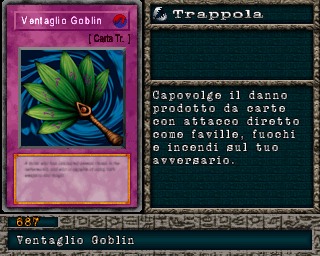 Ventaglio Goblin
[ Carta Tr. ]
Trappola
Capovolge il danno
prodotto da carte
con attacco diretto
come faville, fuochi
e incendi sul tuo
avversario.
687
Ventaglio Goblin